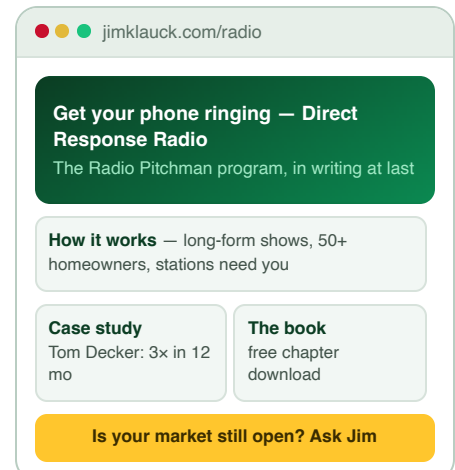 jimklauck.com/radio
Get your phone ringing — Direct
Response Radio
The Radio Pitchman program, in writing at last
How it works — long-form shows, 50+
homeowners, stations need you
Case study
Tom Decker: 3× in 12
mo
The book
free chapter
download
Is your market still open? Ask Jim